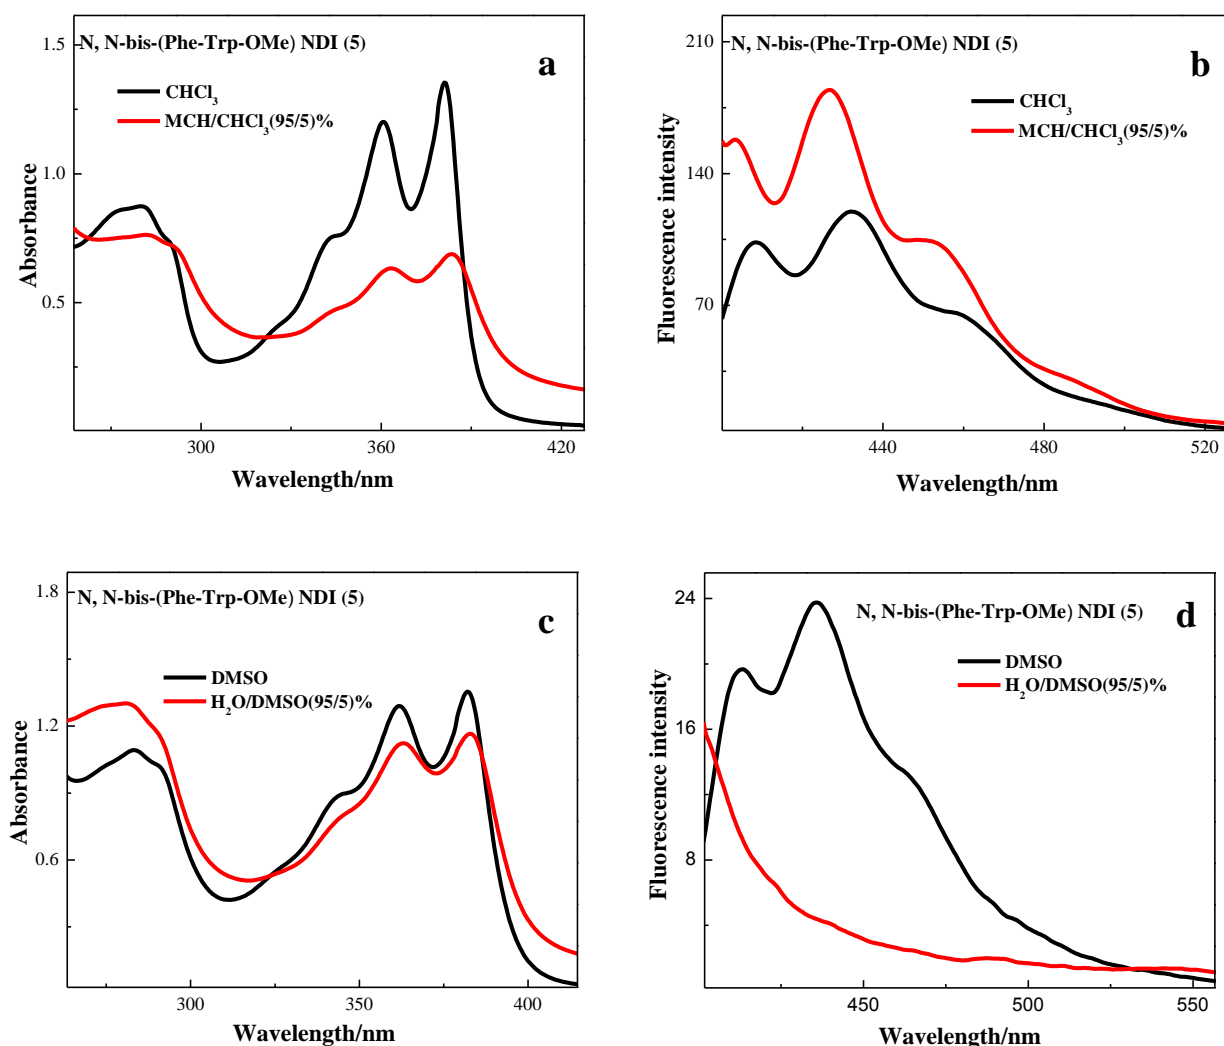 N, N-bis-(Phe-Trp-OMe) NDI (5)
a
CHCl3
MCH/CHCl3(95/5)%
1.5
1.0
0.5
Absorbance
300
360
420
Wavelength/nm
N, N-bis-(Phe-Trp-OMe) NDI (5)
b
CHCl3
MCH/CHCl3(95/5)%
210
140
70
Fluorescence intensity
440
480
520
Wavelength/nm
N, N-bis-(Phe-Trp-OMe) NDI (5)
c
DMSO
H2O/DMSO(95/5)%
1.8
1.2
0.6
Absorbance
300
350
400
Wavelength/nm
N, N-bis-(Phe-Trp-OMe) NDI (5)
d
DMSO
H2O/DMSO(95/5)%
24
16
8
Fluorescence intensity
450
500
550
Wavelength/nm